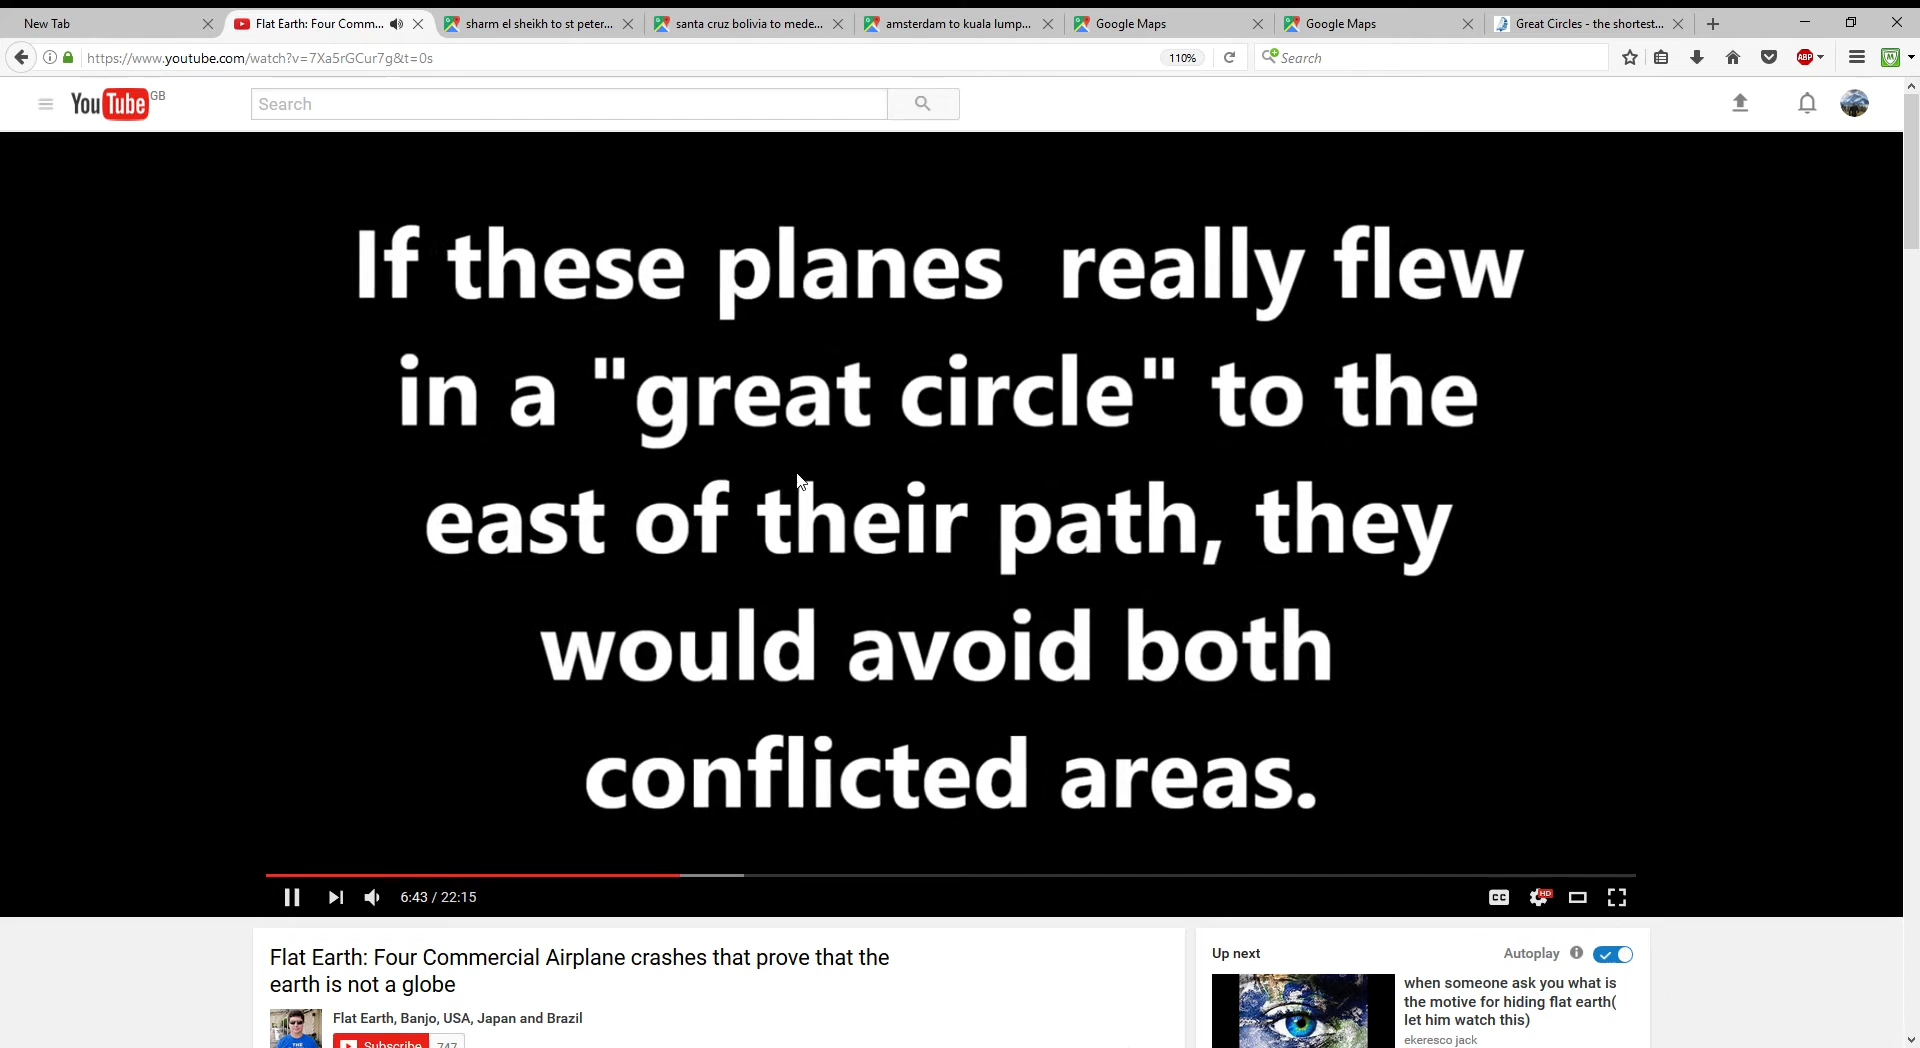 New Tab
Flat Earth: Four Comm...
sharm el sheikh to st peter...
santa cruz bolivia to mede...
amsterdam to kuala lump...
Google Maps
Google Maps
Great Circles - the shortest...
https://www.youtube.com/watch?v=7Xa5rGCur7g&t=0s
110%
Search
ABP
YouTube GB
Search
If these planes really flew
in a "great circle" to the
east of their path, they
would avoid both
conflicted areas.
6:43 / 22:15
CC
HD
Flat Earth: Four Commercial Airplane crashes that prove that the
earth is not a globe
Flat Earth, Banjo, USA, Japan and Brazil
Subscribe 747
THE
Up next
Autoplay
when someone ask you what is
the motive for hiding flat earth(
let him watch this)
ekeresco jack